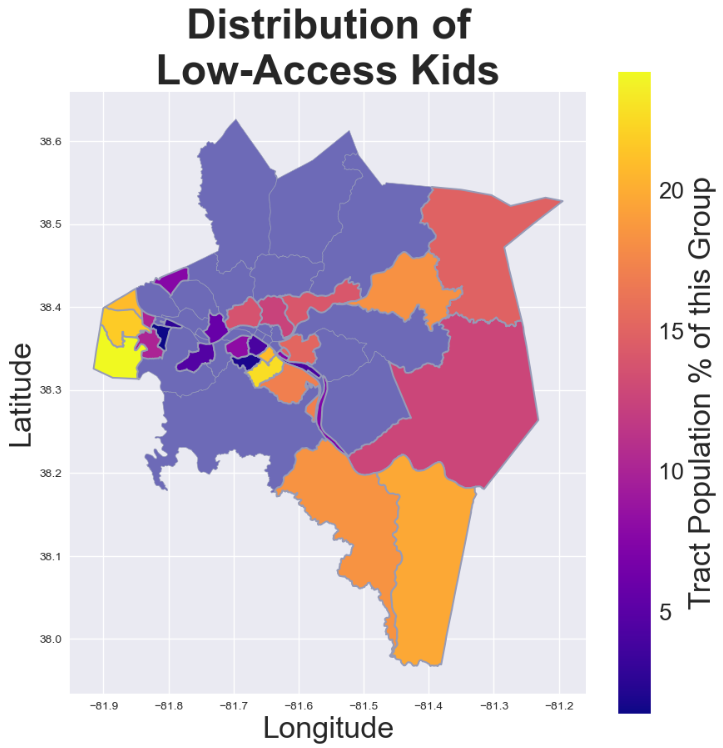 Distribution of
Low-Access Kids
38.6
38.5
38.4
38.3
38.2
38.1
38.0
Latitude
−81.9 −81.8 −81.7 −81.6 −81.5 −81.4 −81.3 −81.2
Longitude
20
15
10
5
Tract Population % of this Group